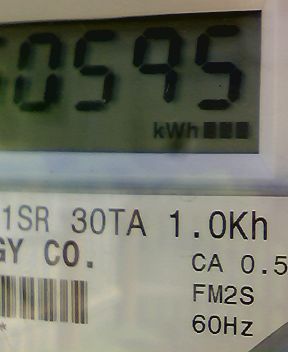 0595
kWh
1SR 30TA 1.0Kh
GY CO.
CA 0.5
FM2S
60Hz